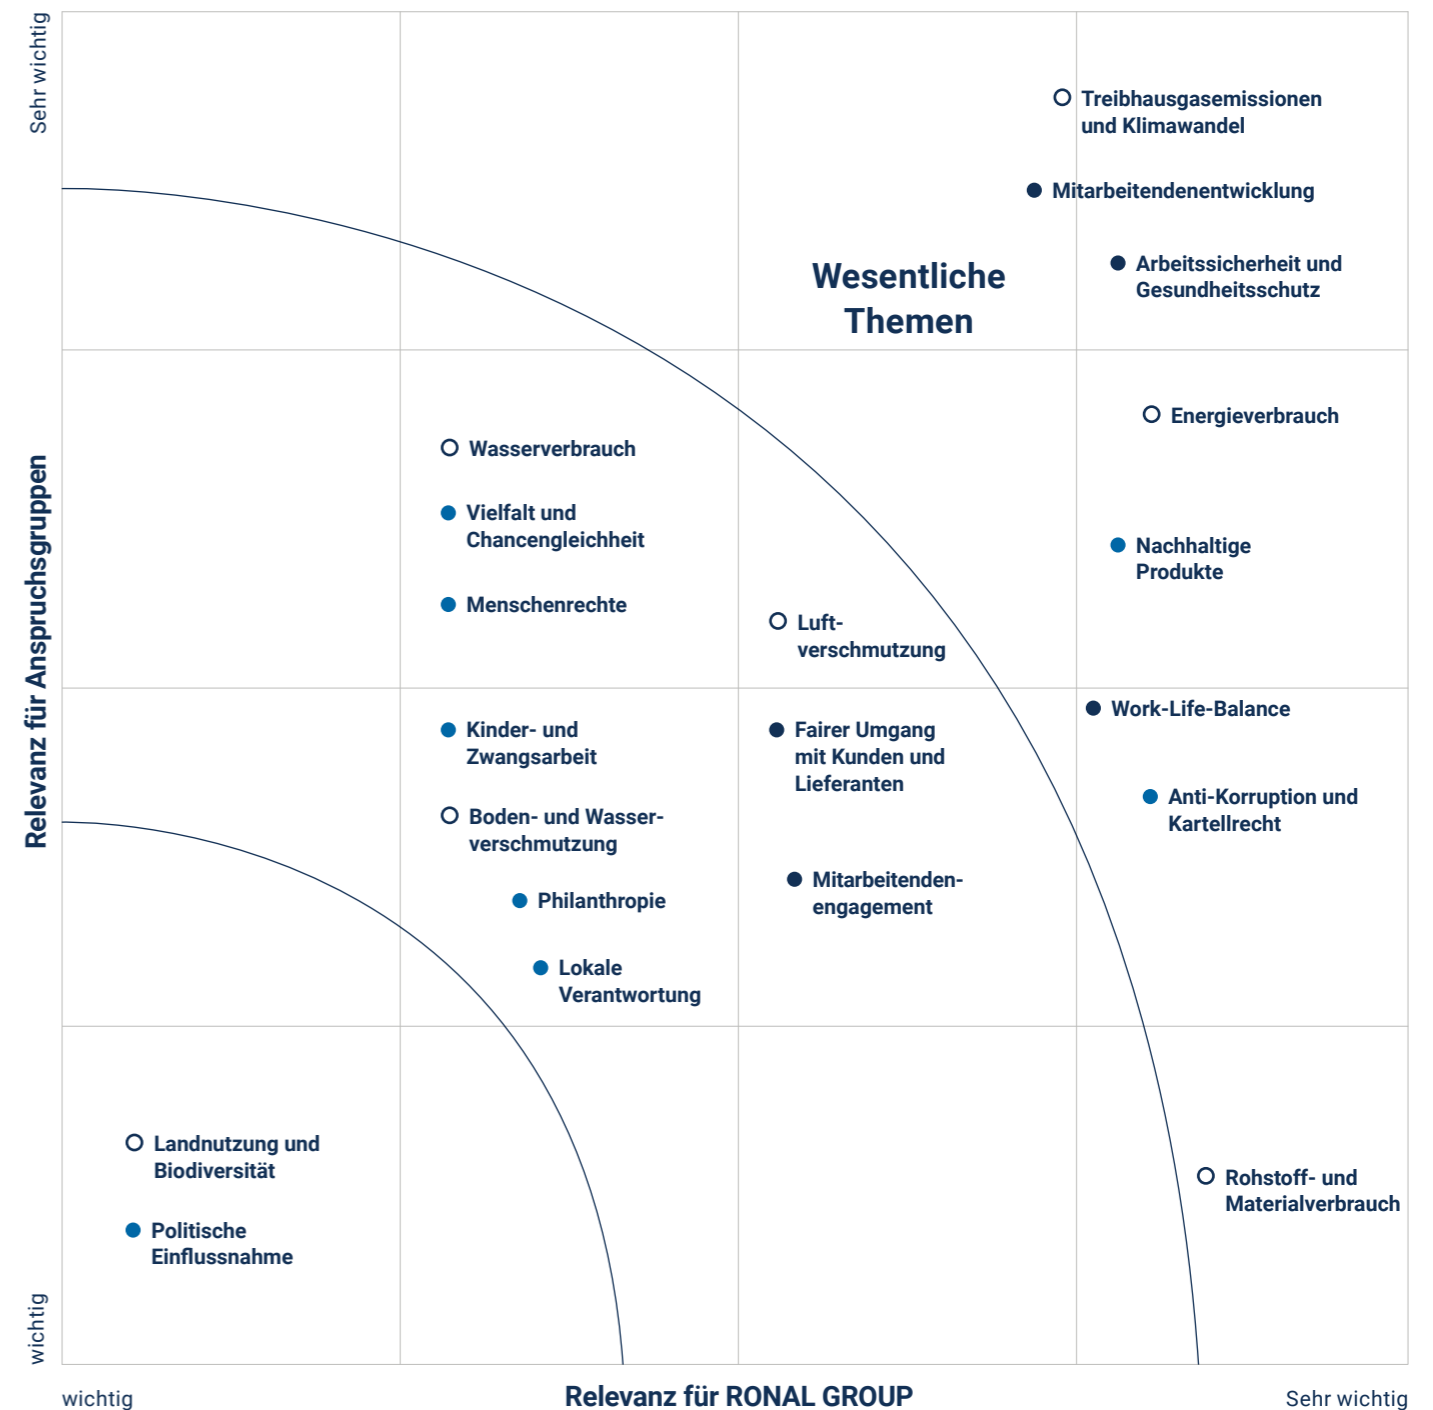 Sehr wichtig
Treibhausgasemissionen
und Klimawandel
Mitarbeitendenentwicklung
Arbeitssicherheit und
Gesundheitsschutz
Wesentliche
Themen
Energieverbrauch
Wasserverbrauch
Vielfalt und
Chancengleichheit
Nachhaltige
Produkte
Menschenrechte
Luft-
verschmutzung
Relevanz für Anspruchsgruppen
Work-Life-Balance
Kinder- und
Zwangsarbeit
Fairer Umgang
mit Kunden und
Lieferanten
Anti-Korruption und
Kartellrecht
Boden- und Wasser-
verschmutzung
Mitarbeitenden-
engagement
Philanthropie
Lokale
Verantwortung
Landnutzung und
Biodiversität
Rohstoff- und
Materialverbrauch
Politische
Einflussnahme
wichtig
wichtig
Relevanz für RONAL GROUP
Sehr wichtig